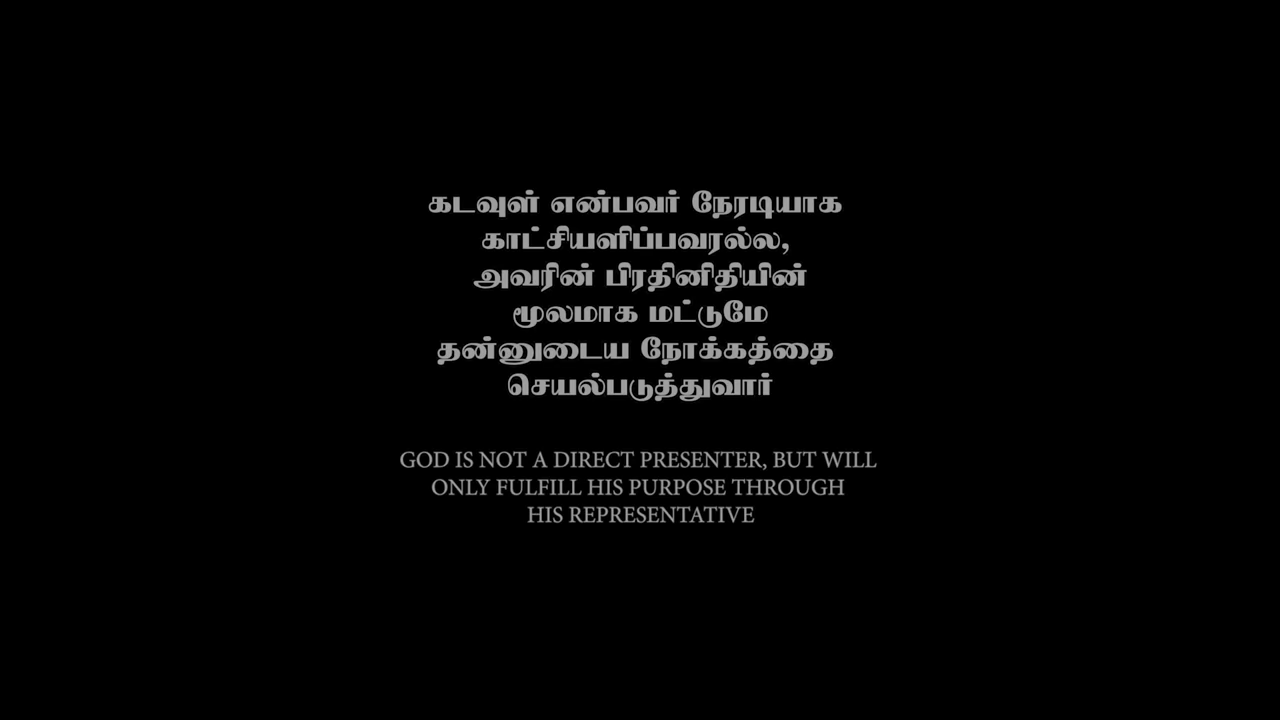 கடவுள் என்பவர் நேரடியாக
காட்சியளிப்பவரல்ல,
அவரின் பிரதினிதியின்
மூலமாக மட்டுமே
தன்னுடைய நோக்கத்தை
செயல்படுத்துவார்
GOD IS NOT A DIRECT PRESENTER, BUT WILL
ONLY FULFILL HIS PURPOSE THROUGH
HIS REPRESENTATIVE